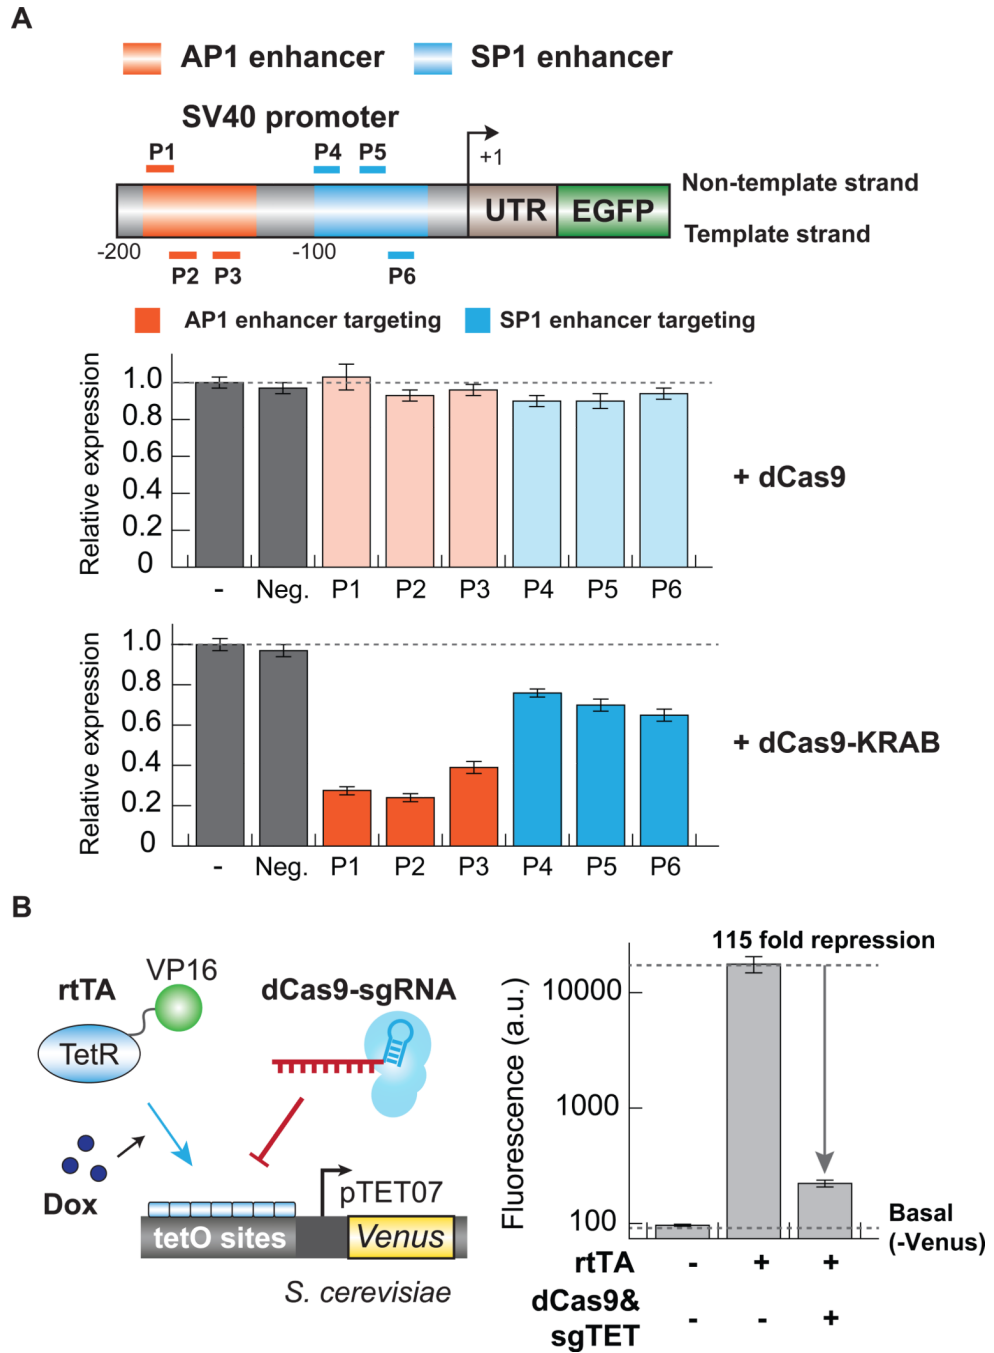 A
AP1 enhancer
SP1 enhancer
SV40 promoter
P1
P4
P5
+1
UTR
EGFP
Non-template strand
Template strand
-200
-100
P2
P3
P6
AP1 enhancer targeting
SP1 enhancer targeting
Relative expression
1.0
0.8
0.6
0.4
0.2
0
-
Neg.
P1
P2
P3
P4
P5
P6
+ dCas9
Relative expression
1.0
0.8
0.6
0.4
0.2
0
-
Neg.
P1
P2
P3
P4
P5
P6
+ dCas9-KRAB
B
VP16
rtTA
TetR
dCas9-sgRNA
Dox
pTET07
tetO sites
Venus
S. cerevisiae
115 fold repression
Fluorescence (a.u.)
10000
1000
100
Basal
(-Venus)
rtTA - + +
dCas9&
sgTET - - +